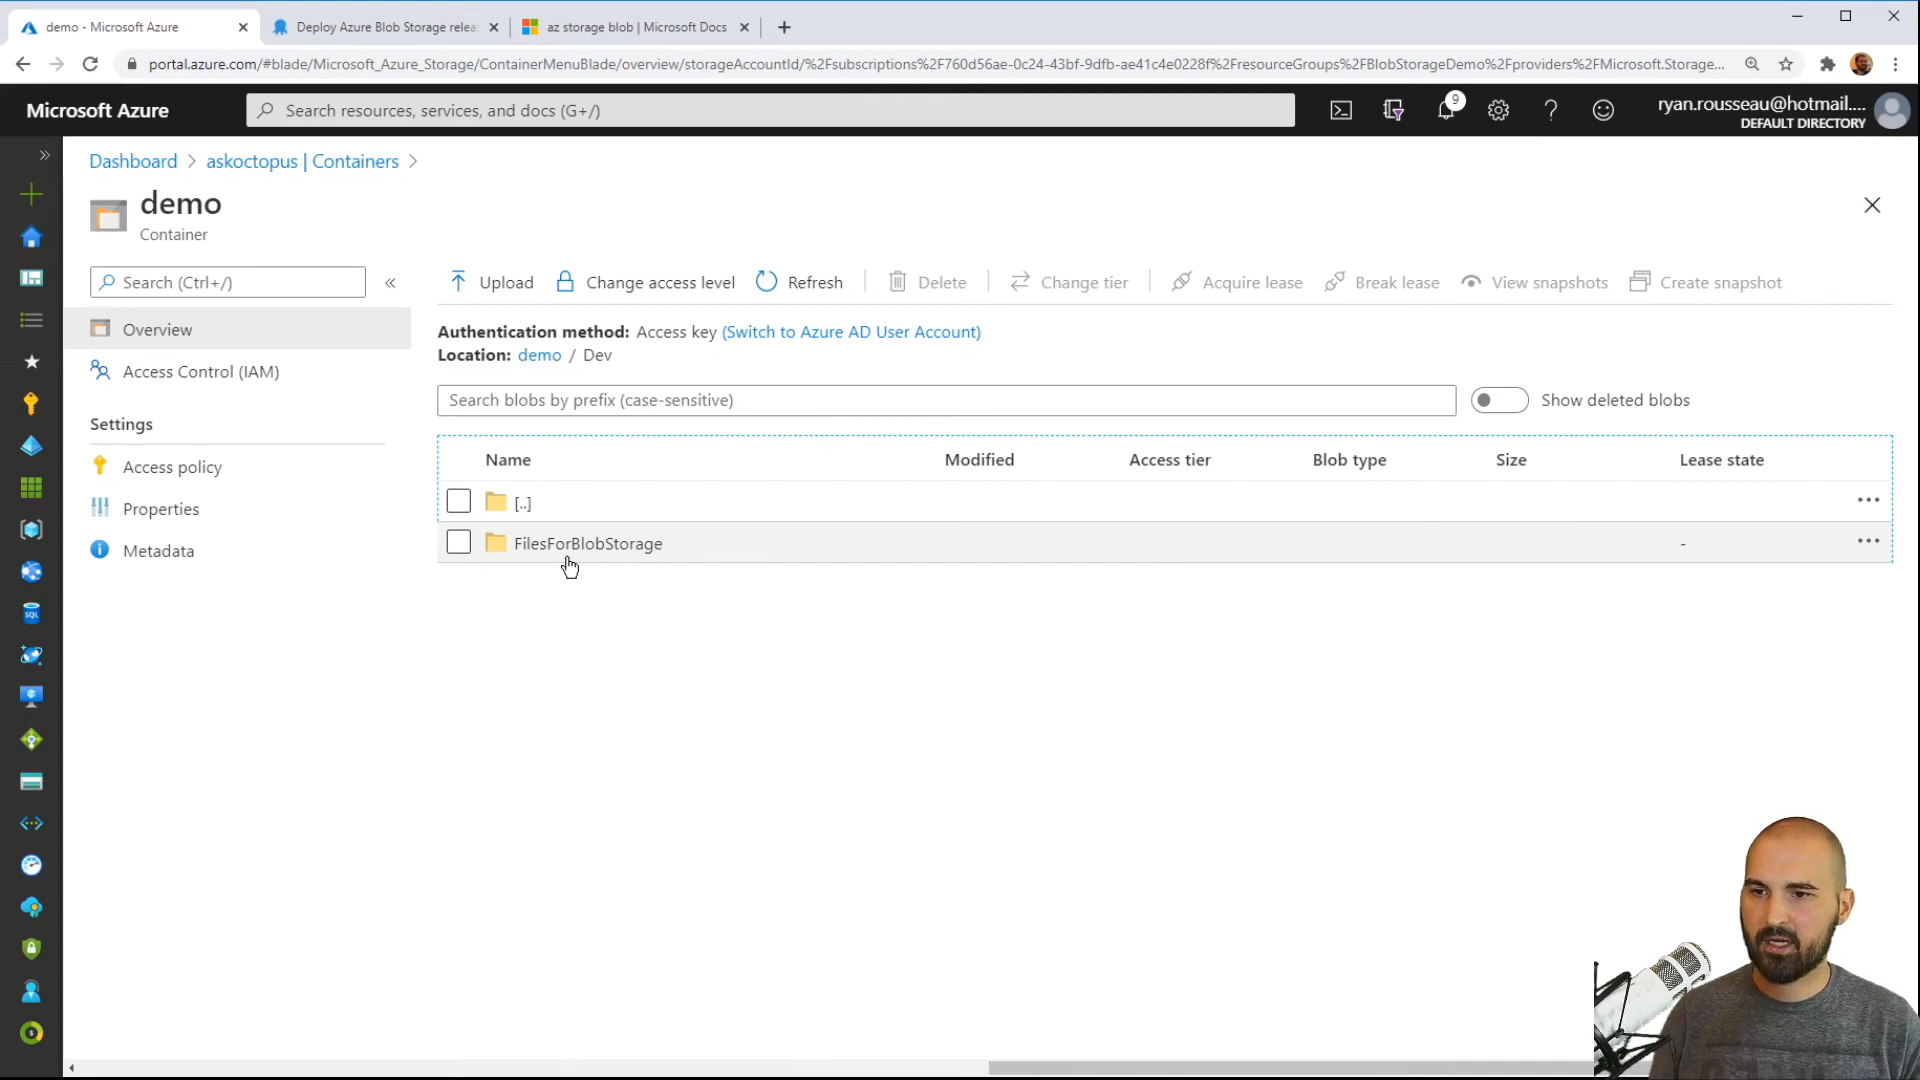 demo - Microsoft Azure
Deploy Azure Blob Storage relea
az storage blob | Microsoft Docs
portal.azure.com/#blade/Microsoft_Azure_Storage/ContainerMenuBlade/overview/storageAccountId/%2Fsubscriptions%2F760d56ae-0c24-43bf-9dfb-ae41c4e0228f%2FresourceGroups%2FBlobStorageDemo%2Fproviders%2FMicrosoft.Storage...
Microsoft Azure
Search resources, services, and docs (G+/)
9
ryan.rousseau@hotmail....
DEFAULT DIRECTORY
Dashboard > askoctopus | Containers >
demo
Container
Search (Ctrl+/)
«
Upload Change access level Refresh Delete Change tier Acquire lease Break lease View snapshots Create snapshot
Overview
Access Control (IAM)
Settings
Access policy
Properties
Metadata
Authentication method: Access key (Switch to Azure AD User Account)
Location: demo / Dev
Search blobs by prefix (case-sensitive)
Show deleted blobs
Name Modified Access tier Blob type Size Lease state
[..]
FilesForBlobStorage -
SQL